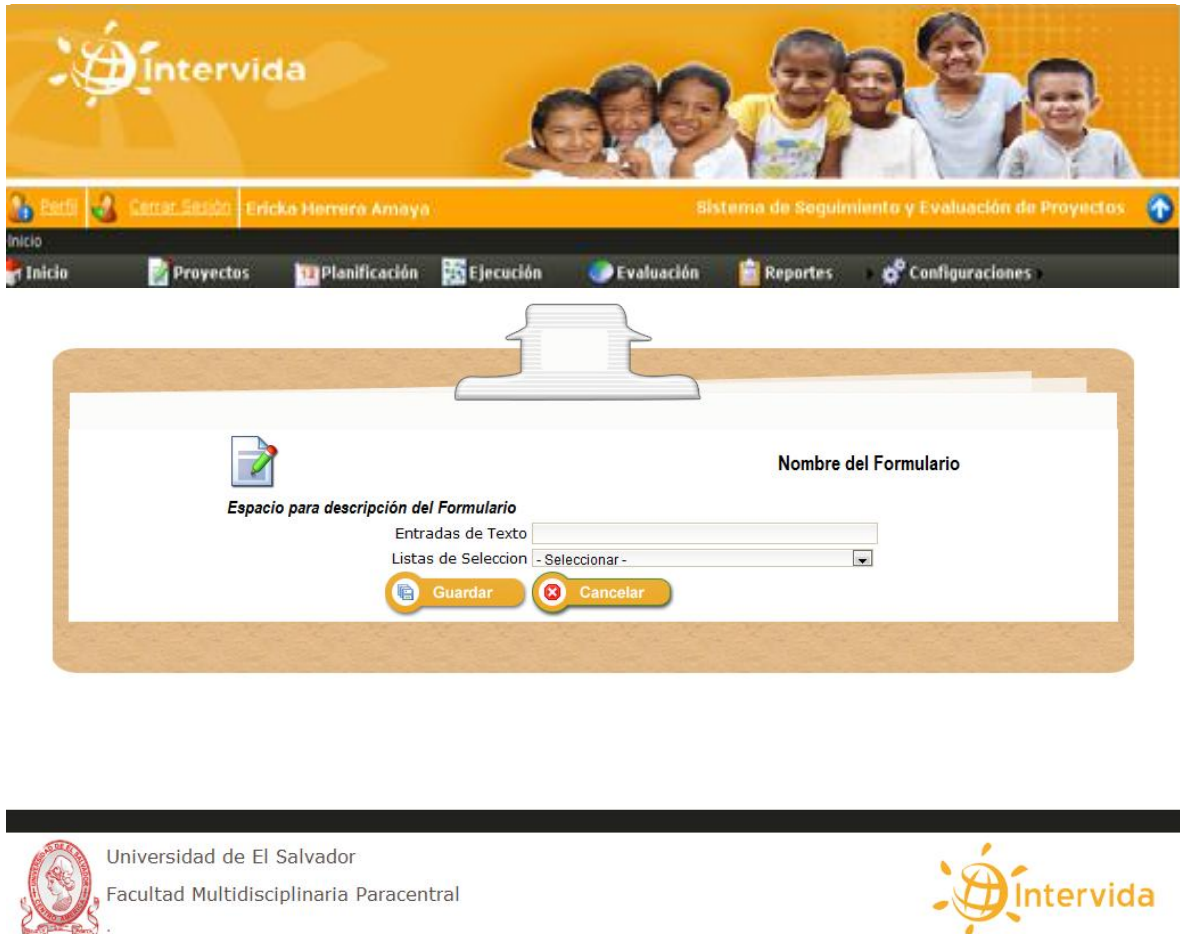 intervida
Perfil Cerrar Sesión Ericka Herrera Amaya Sistema de Seguimiento y Evaluación de Proyectos
Inicio
Inicio Proyectos Planificación Ejecución Evaluación Reportes Configuraciones
Nombre del Formulario
Espacio para descripción del Formulario
Entradas de Texto
Listas de Seleccion - Seleccionar -
Guardar Cancelar
Universidad de El Salvador
Facultad Multidisciplinaria Paracentral
intervida